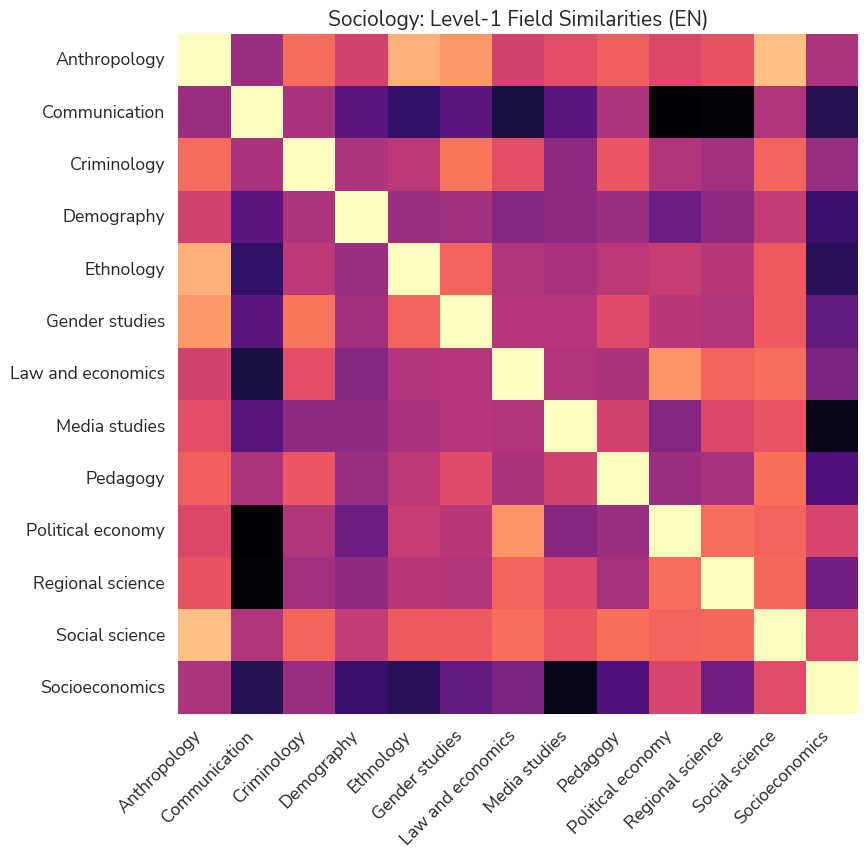 Sociology: Level-1 Field Similarities (EN)
Anthropology
Communication
Criminology
Demography
Ethnology
Gender studies
Law and economics
Media studies
Pedagogy
Political economy
Regional science
Social science
Socioeconomics
Anthropology
Communication
Criminology
Demography
Ethnology
Gender studies
Law and economics
Media studies
Pedagogy
Political economy
Regional science
Social science
Socioeconomics